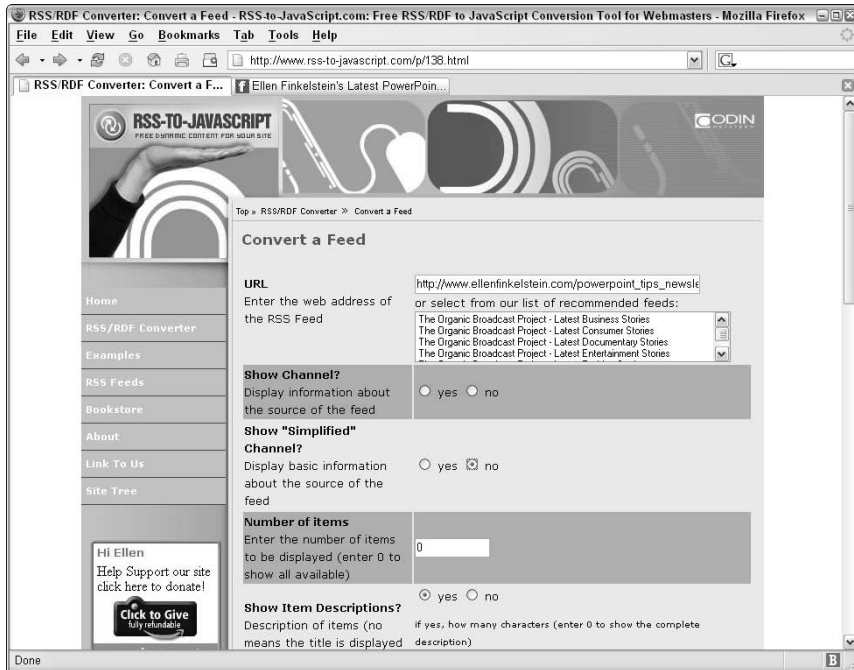 RSS/RDF Converter: Convert a Feed - RSS-to-JavaScript.com: Free RSS/RDF to JavaScript Conversion Tool for Webmasters - Mozilla Firefox
File Edit View Go Bookmarks Tab Tools Help
http://www.rss-to-javascript.com/p/138.html
G
RSS/RDF Converter: Convert a F...
Ellen Finkelstein's Latest PowerPoin...
RSS-TO-JAVASCRIPT
FREE DYNAMIC CONTENT FOR YOUR SITE
ODIN
Top » RSS/RDF Converter » Convert a Feed
Convert a Feed
Home
RSS/RDF Converter
Examples
RSS Feeds
Bookstore
About
Link To Us
Site Tree
Hi Ellen
Help Support our site
click here to donate!
Click to Give
fully refundable
URL
Enter the web address of
the RSS Feed
http://www.ellenfinkelstein.com/powerpoint_tips_newsle
or select from our list of recommended feeds:
The Organic Broadcast Project - Latest Business Stories
The Organic Broadcast Project - Latest Consumer Stories
The Organic Broadcast Project - Latest Documentary Stories
The Organic Broadcast Project - Latest Entertainment Stories
Show Channel?
Display information about
the source of the feed
yes no
Show "Simplified"
Channel?
Display basic information
about the source of the
feed
yes no
Number of items
Enter the number of items
to be displayed (enter 0 to
show all available)
0
Show Item Descriptions?
Description of items (no
means the title is displayed
yes no
if yes, how many characters (enter 0 to show the complete
description)
Done
B